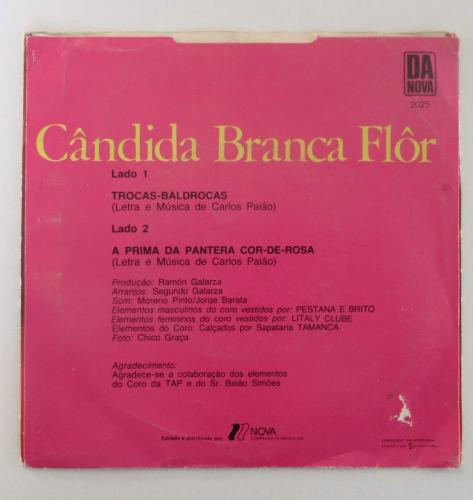 DA
NOVA
2025
Cândida Branca Flôr
Lado 1
TROCAS-BALDROCAS
(Letra e Música de Carlos Paião)
Lado 2
A PRIMA DA PANTERA COR-DE-ROSA
(Letra e Música de Carlos Paião)
Produção: Ramón Galarza
Arranjos: Segundo Galarza
Som: Moreno Pinto/Jorge Barata
Elementos masculinos do coro vestidos por: PESTANA E BRITO
Elementos femininos do coro vestidos por: LITALY CLUBE
Elementos do Coro: Calçados por Sapataria TAMANCA
Foto: Chico Graça
Agradecimento:
Agradece-se a colaboração dos elementos
do Coro da TAP e do Sr. Baião Simões
Editado e distribuído por:
NOVA